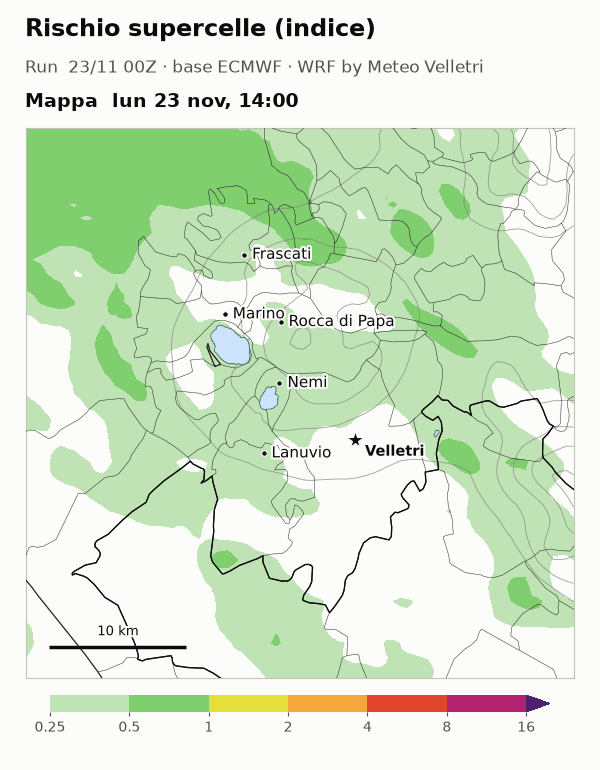 Rischio supercelle (indice)
Run 23/11 00Z · base ECMWF · WRF by Meteo Velletri
Mappa lun 23 nov, 14:00
Frascati
Marino
Rocca di Papa
Nemi
Velletri
Lanuvio
10 km
0.25 0.5 1 2 4 8 16